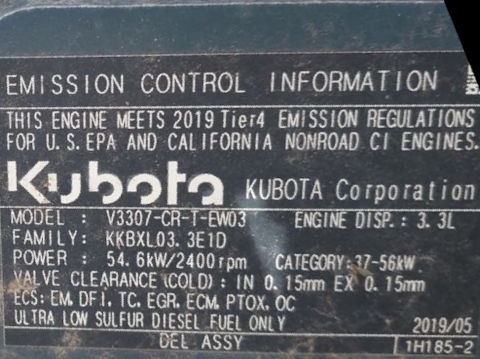 EMISSION CONTROL INFORMATION
THIS ENGINE MEETS 2019 Tier4 EMISSION REGULATIONS
FOR U.S.EPA AND CALIFORNIA NONROAD CI ENGINES.
Kubota KUBOTA Corporation
MODEL : V3307-CR-T-EW03 ENGINE DISP.: 3.3L
FAMILY: KKBXL03.3E1D
POWER : 54.6kW/2400rpm CATEGORY:37-56kW
VALVE CLEARANCE(COLD): IN 0.15mm EX 0.15mm
ECS: EM, DFI, TC, EGR, ECM, PTOX, OC
ULTRA LOW SULFUR DIESEL FUEL ONLY 2019/05
DEL ASSY 1H185-2